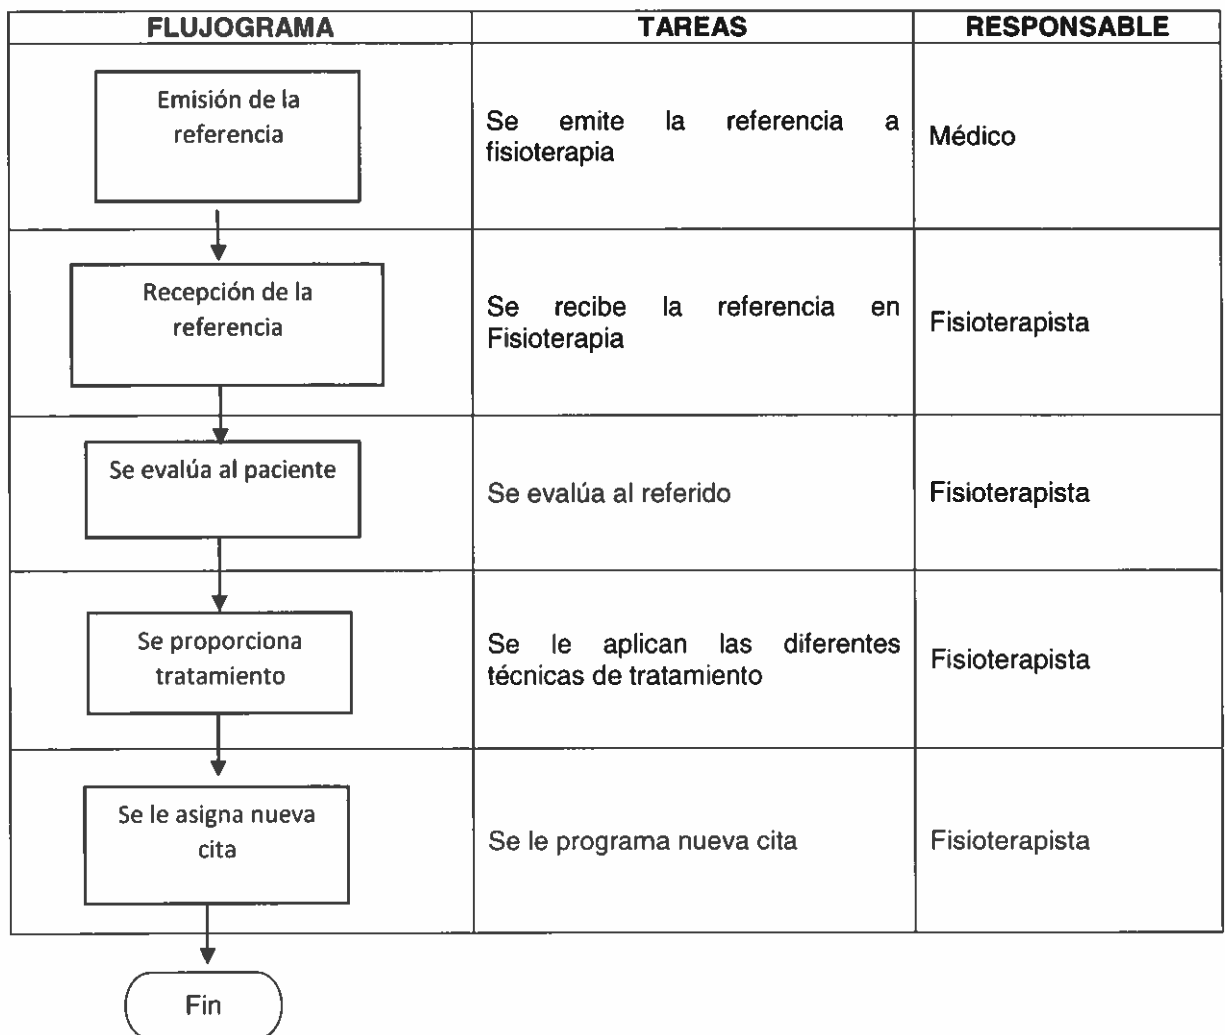 FLUJOGRAMA TAREAS RESPONSABLE
Emisión de la
referencia
Se emite la referencia a
fisioterapia
Médico
Recepción de la
referencia
Se recibe la referencia en
Fisioterapia
Fisioterapista
Se evalúa al paciente
Se evalúa al referido
Fisioterapista
Se proporciona
tratamiento
Se le aplican las diferentes
técnicas de tratamiento
Fisioterapista
Se le asigna nueva
cita
Se le programa nueva cita
Fisioterapista
Fin